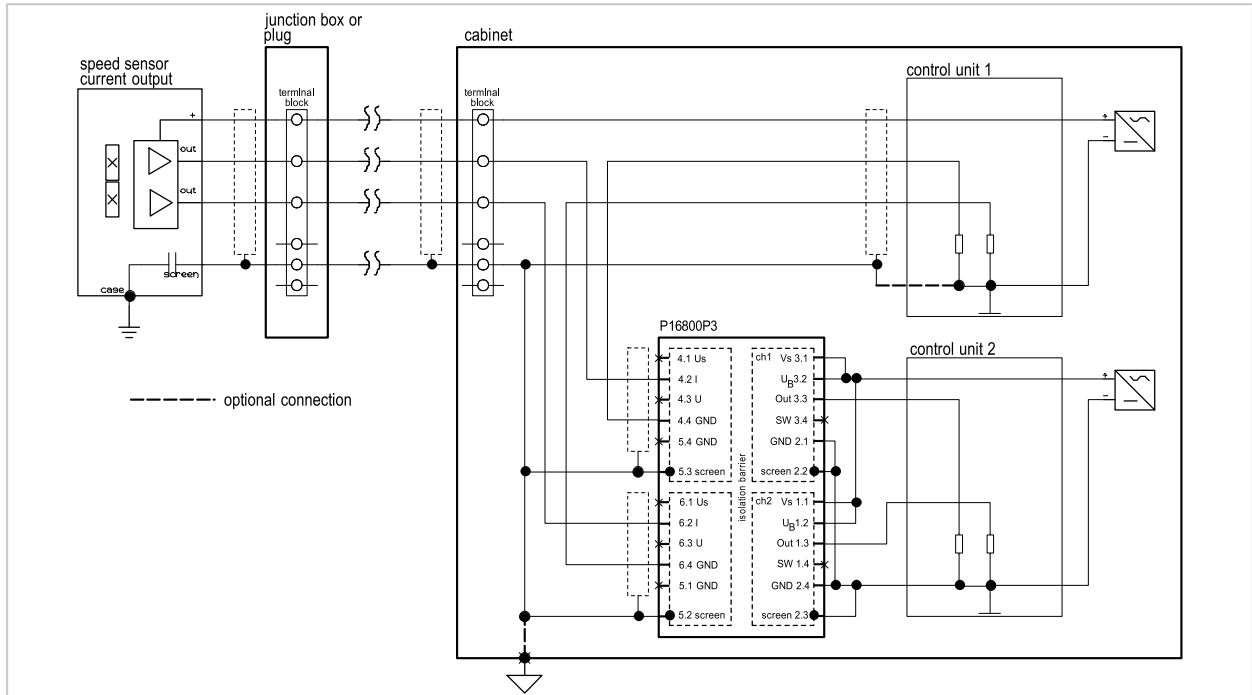 junction box or
plug
cabinet
speed sensor
current output
control unit 1
terminal
block
terminal
block
+
+
-
out
out
screen
case
P16800P3
control unit 2
4.1 Us
ch1 Vs 3.1
4.2 I
UB3.2
+
-
optional connection
4.3 U
Out 3.3
4.4 GND
SW 3.4
5.4 GND
GND 2.1
isolation barrier
5.3 screen
screen 2.2
6.1 Us
ch2 Vs 1.1
6.2 I
UB1.2
6.3 U
Out 1.3
6.4 GND
SW 1.4
5.1 GND
GND 2.4
5.2 screen
screen 2.3